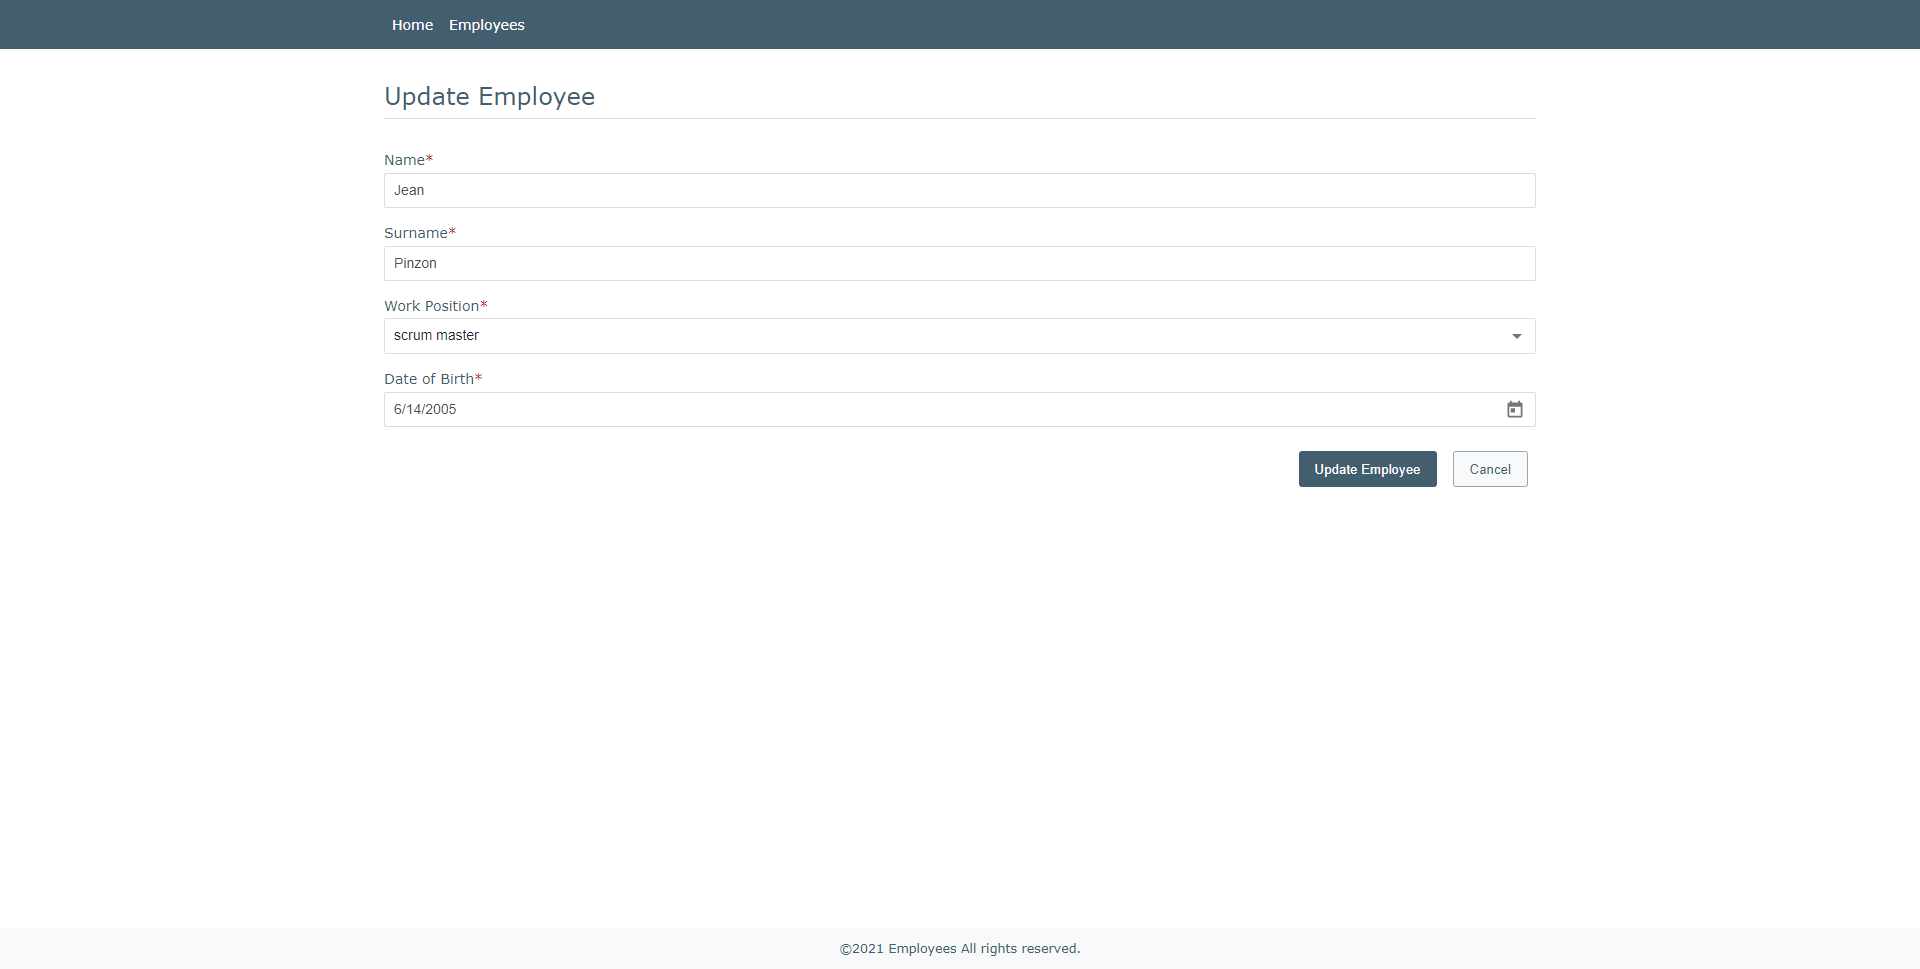 Home Employees
Update Employee
Name*
Jean
Surname*
Pinzon
Work Position*
scrum master
Date of Birth*
6/14/2005
Update Employee Cancel
©2021 Employees All rights reserved.